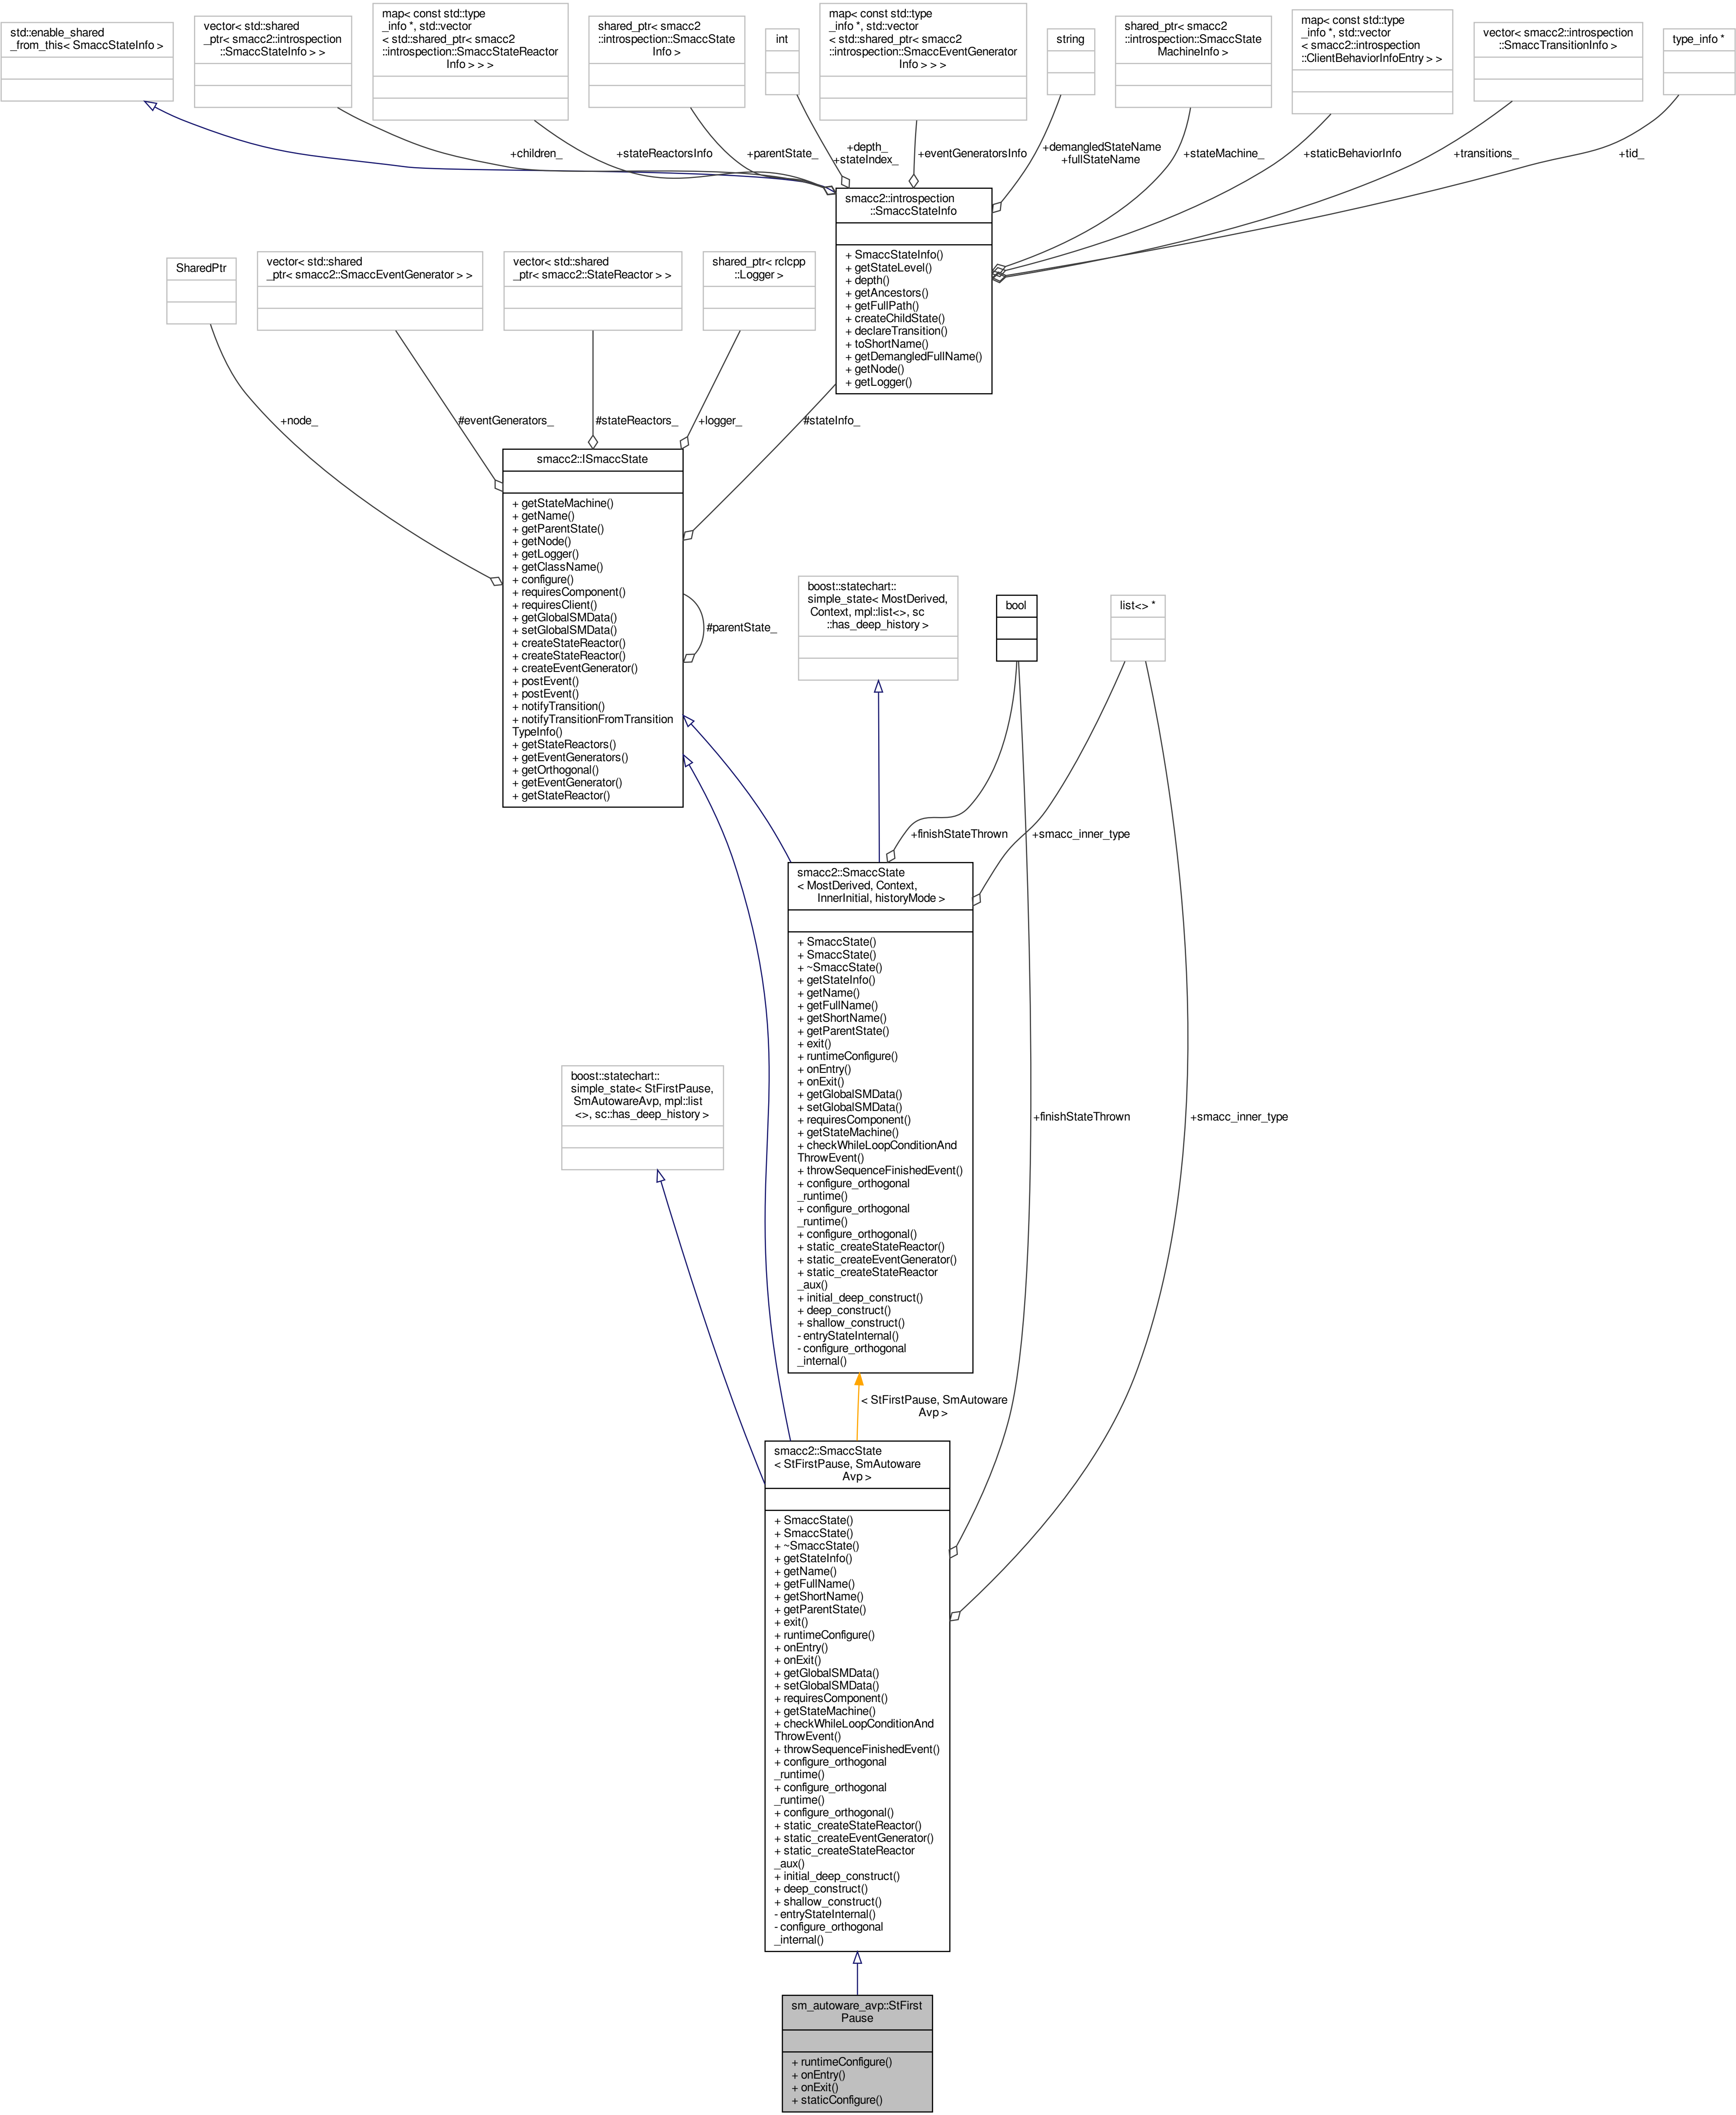 std::enable_shared
_from_this< SmaccStateInfo >
vector< std::shared
_ptr< smacc2::introspection
::SmaccStateInfo > >
map< const std::type
_info *, std::vector
< std::shared_ptr< smacc2
::introspection::SmaccStateReactor
Info > > >
shared_ptr< smacc2
::introspection::SmaccState
Info >
int
map< const std::type
_info *, std::vector
< std::shared_ptr< smacc2
::introspection::SmaccEventGenerator
Info > > >
string
shared_ptr< smacc2
::introspection::SmaccState
MachineInfo >
map< const std::type
_info *, std::vector
< smacc2::introspection
::ClientBehaviorInfoEntry > >
vector< smacc2::introspection
::SmaccTransitionInfo >
type_info *
+children_
+stateReactorsInfo
+parentState_
+depth_
+stateIndex_
+eventGeneratorsInfo
+demangledStateName
+fullStateName
+stateMachine_
+staticBehaviorInfo
+transitions_
+tid_
smacc2::introspection
::SmaccStateInfo
+ SmaccStateInfo()
+ getStateLevel()
+ depth()
+ getAncestors()
+ getFullPath()
+ createChildState()
+ declareTransition()
+ toShortName()
+ getDemangledFullName()
+ getNode()
+ getLogger()
SharedPtr
vector< std::shared
_ptr< smacc2::SmaccEventGenerator > >
vector< std::shared
_ptr< smacc2::StateReactor > >
shared_ptr< rclcpp
::Logger >
+node_
#eventGenerators_
#stateReactors_
+logger_
#stateInfo_
smacc2::ISmaccState
+ getStateMachine()
+ getName()
+ getParentState()
+ getNode()
+ getLogger()
+ getClassName()
+ configure()
+ requiresComponent()
+ requiresClient()
+ getGlobalSMData()
+ setGlobalSMData()
+ createStateReactor()
+ createStateReactor()
+ createEventGenerator()
+ postEvent()
+ postEvent()
+ notifyTransition()
+ notifyTransitionFromTransition
TypeInfo()
+ getStateReactors()
+ getEventGenerators()
+ getOrthogonal()
+ getEventGenerator()
+ getStateReactor()
#parentState_
boost::statechart::
simple_state< MostDerived,
Context, mpl::list<>, sc
::has_deep_history >
bool
list<> *
+finishStateThrown
+smacc_inner_type
smacc2::SmaccState
< MostDerived, Context,
InnerInitial, historyMode >
+ SmaccState()
+ SmaccState()
+ ~SmaccState()
+ getStateInfo()
+ getName()
+ getFullName()
+ getShortName()
+ getParentState()
+ exit()
+ runtimeConfigure()
+ onEntry()
+ onExit()
+ getGlobalSMData()
+ setGlobalSMData()
+ requiresComponent()
+ getStateMachine()
+ checkWhileLoopConditionAnd
ThrowEvent()
+ throwSequenceFinishedEvent()
+ configure_orthogonal
_runtime()
+ configure_orthogonal
_runtime()
+ configure_orthogonal()
+ static_createStateReactor()
+ static_createEventGenerator()
+ static_createStateReactor
_aux()
+ initial_deep_construct()
+ deep_construct()
+ shallow_construct()
- entryStateInternal()
- configure_orthogonal
_internal()
boost::statechart::
simple_state< StFirstPause,
SmAutowareAvp, mpl::list
<>, sc::has_deep_history >
+finishStateThrown
+smacc_inner_type
< StFirstPause, SmAutoware
Avp >
smacc2::SmaccState
< StFirstPause, SmAutoware
Avp >
+ SmaccState()
+ SmaccState()
+ ~SmaccState()
+ getStateInfo()
+ getName()
+ getFullName()
+ getShortName()
+ getParentState()
+ exit()
+ runtimeConfigure()
+ onEntry()
+ onExit()
+ getGlobalSMData()
+ setGlobalSMData()
+ requiresComponent()
+ getStateMachine()
+ checkWhileLoopConditionAnd
ThrowEvent()
+ throwSequenceFinishedEvent()
+ configure_orthogonal
_runtime()
+ configure_orthogonal
_runtime()
+ configure_orthogonal()
+ static_createStateReactor()
+ static_createEventGenerator()
+ static_createStateReactor
_aux()
+ initial_deep_construct()
+ deep_construct()
+ shallow_construct()
- entryStateInternal()
- configure_orthogonal
_internal()
sm_autoware_avp::StFirst
Pause
+ runtimeConfigure()
+ onEntry()
+ onExit()
+ staticConfigure()